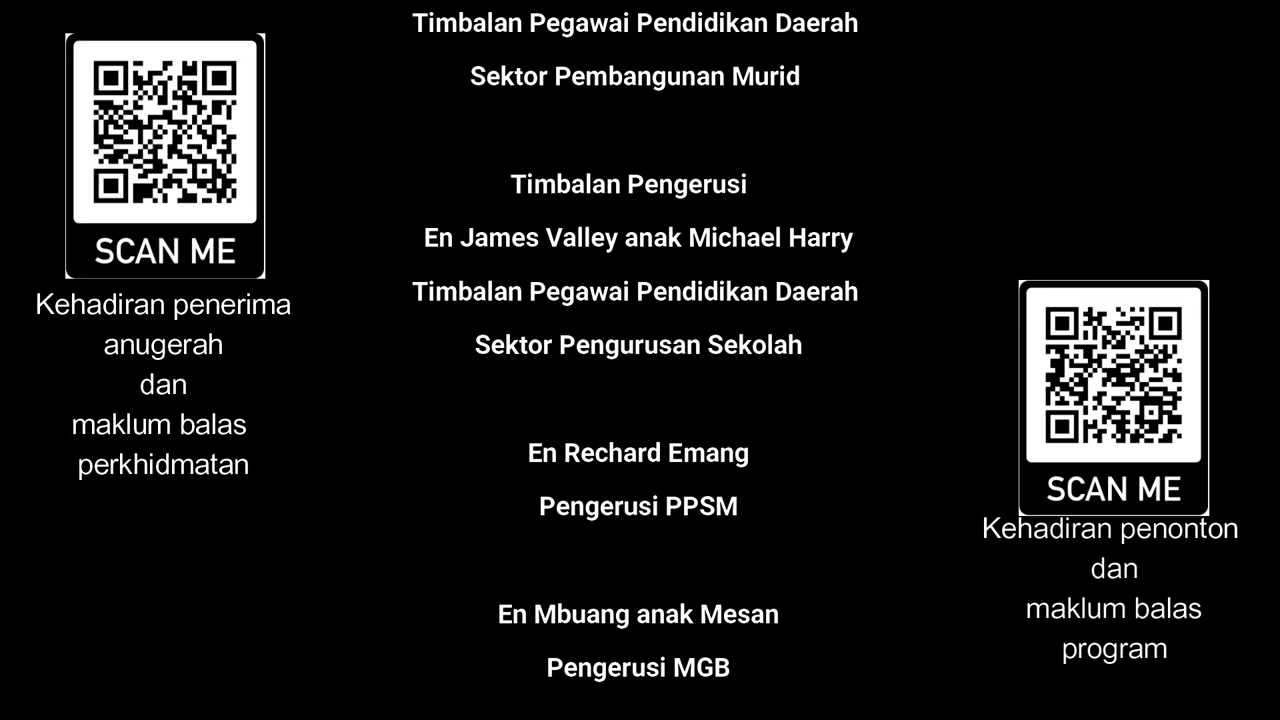 Timbalan Pegawai Pendidikan Daerah
Sektor Pembangunan Murid
Timbalan Pengerusi
En James Valley anak Michael Harry
Timbalan Pegawai Pendidikan Daerah
Sektor Pengurusan Sekolah
En Rechard Emang
Pengerusi PPSM
En Mbuang anak Mesan
Pengerusi MGB
SCAN ME
Kehadiran penerima
anugerah
dan
maklum balas
perkhidmatan
SCAN ME
Kehadiran penonton
dan
maklum balas
program